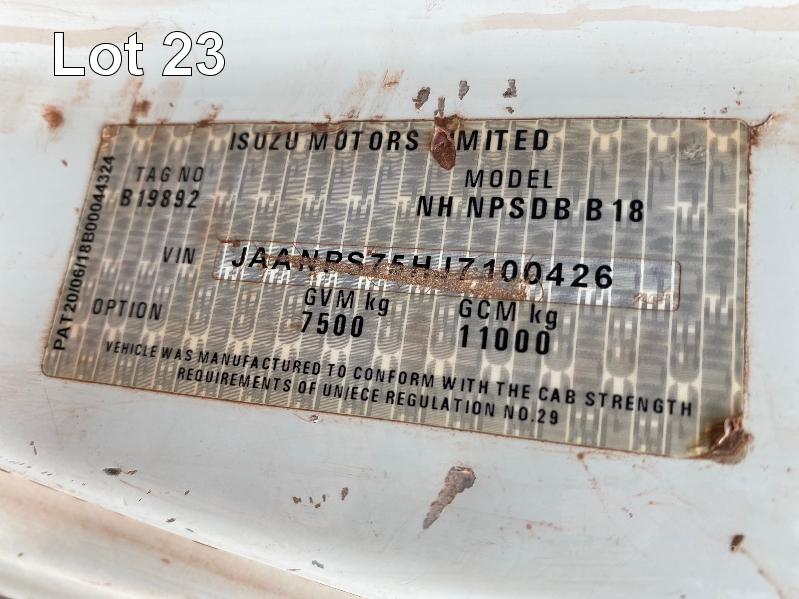 Lot 23
ISUZU MOTORS LIMITED
TAG NO
B19892
MODEL
NH NPSDB B18
VIN
JAANPS75HJ7100426
OPTION
GVM kg
7500
GCM kg
11000
VEHICLE WAS MANUFACTURED TO CONFORM WITH THE CAB STRENGTH
REQUIREMENTS OF UN/ECE REGULATION NO.29
PAT20/06/18B00044324